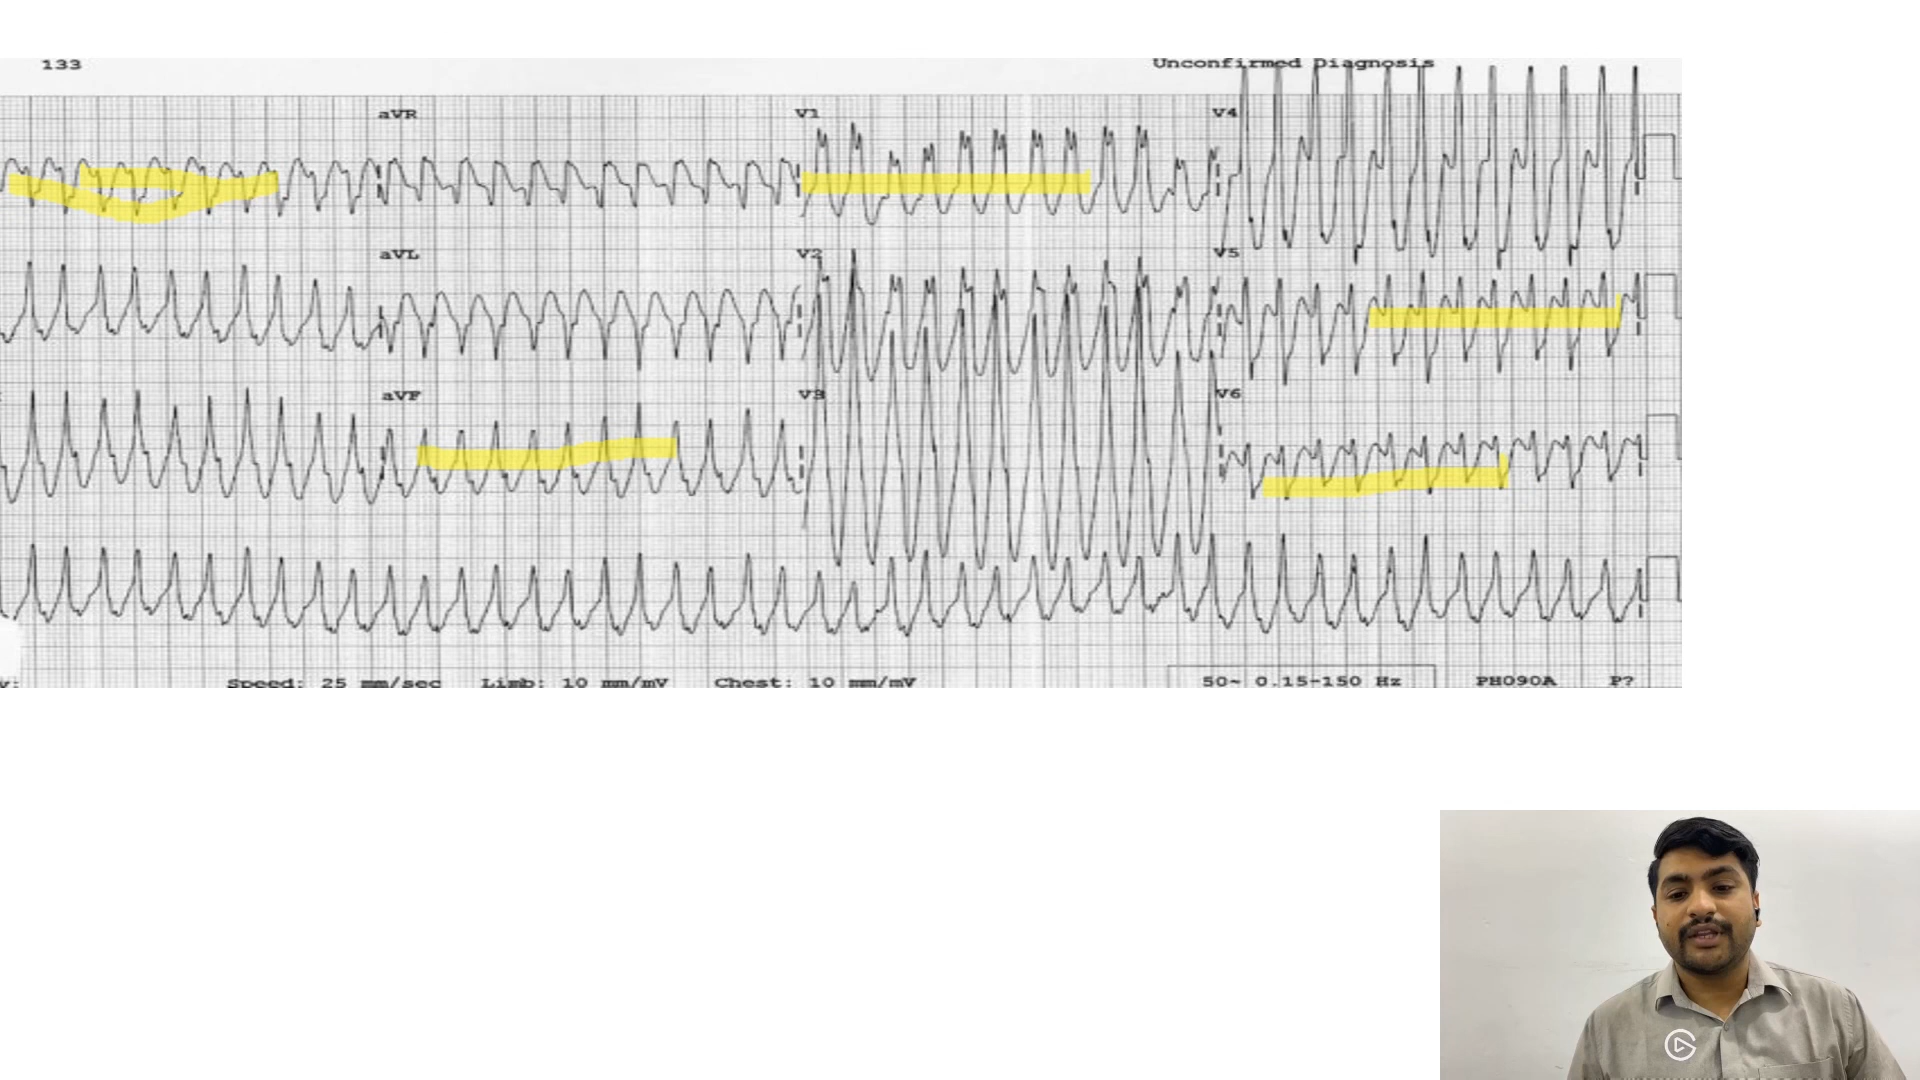 133
Unconfirmed Diagnosis
aVR
V1
V4
aVL
V2
V5
aVF
V3
V6
Speed: 25 mm/sec
Limb: 10 mm/mV
Chest: 10 mm/mV
50~ 0.15-150 Hz
PH090A
P?